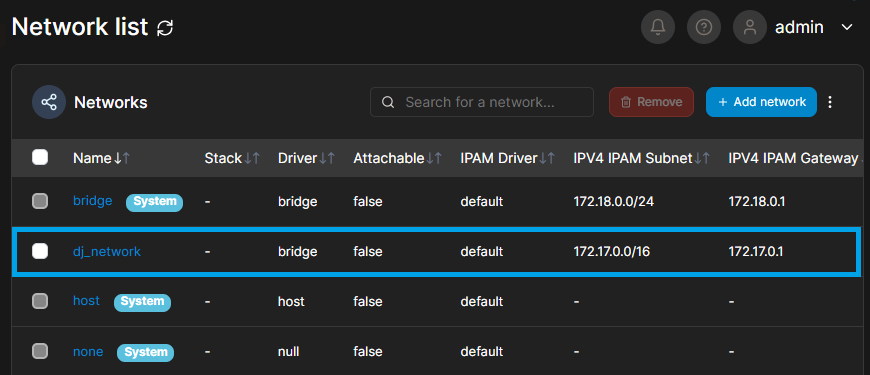 Network list
admin
Networks
Search for a network...
Remove
+ Add network
Name Stack Driver Attachable IPAM Driver IPV4 IPAM Subnet IPV4 IPAM Gateway
bridge System - bridge false default 172.18.0.0/24 172.18.0.1
dj_network - bridge false default 172.17.0.0/16 172.17.0.1
host System - host false default - -
none System - null false default - -